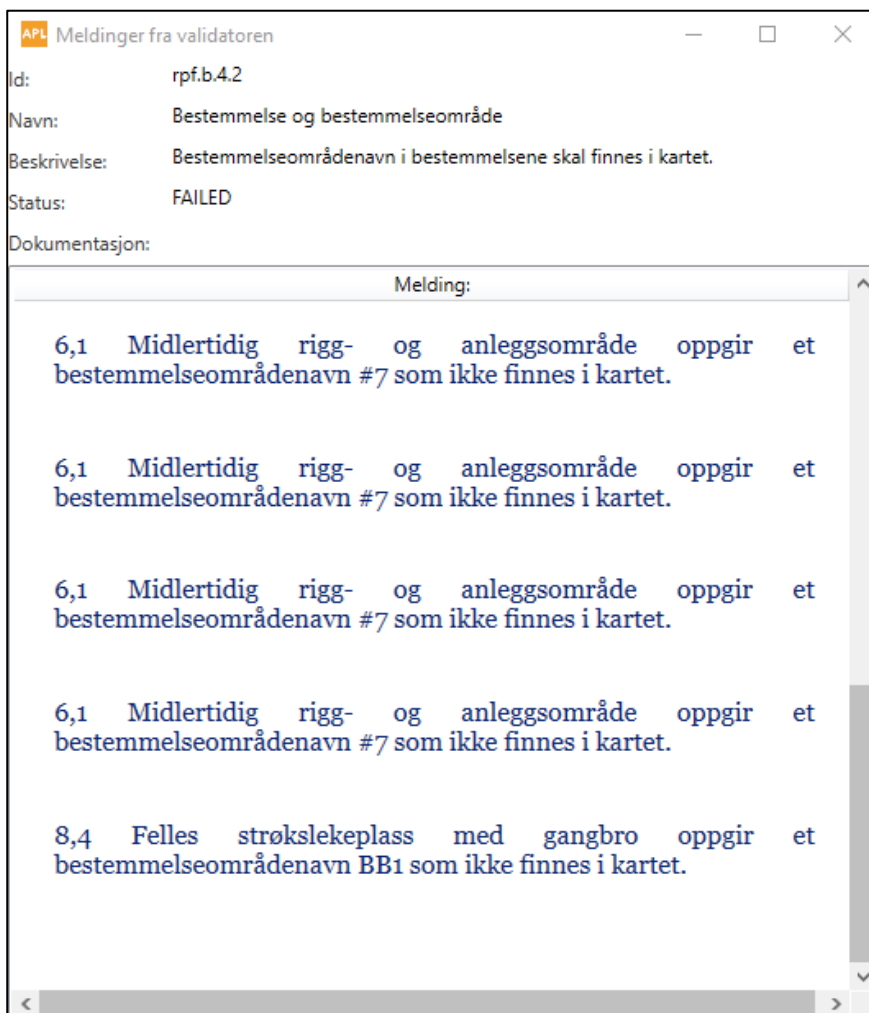 APL Meldinger fra validatoren
Id: rpf.b.4.2
Navn: Bestemmelse og bestemmelseområde
Beskrivelse: Bestemmelseområdenavn i bestemmelsene skal finnes i kartet.
Status: FAILED
Dokumentasjon:
Melding:
6,1 Midlertidig rigg- og anleggsområde oppgir et
bestemmelseområdenavn #7 som ikke finnes i kartet.
6,1 Midlertidig rigg- og anleggsområde oppgir et
bestemmelseområdenavn #7 som ikke finnes i kartet.
6,1 Midlertidig rigg- og anleggsområde oppgir et
bestemmelseområdenavn #7 som ikke finnes i kartet.
6,1 Midlertidig rigg- og anleggsområde oppgir et
bestemmelseområdenavn #7 som ikke finnes i kartet.
8,4 Felles strøkslekeplass med gangbro oppgir et
bestemmelseområdenavn BB1 som ikke finnes i kartet.